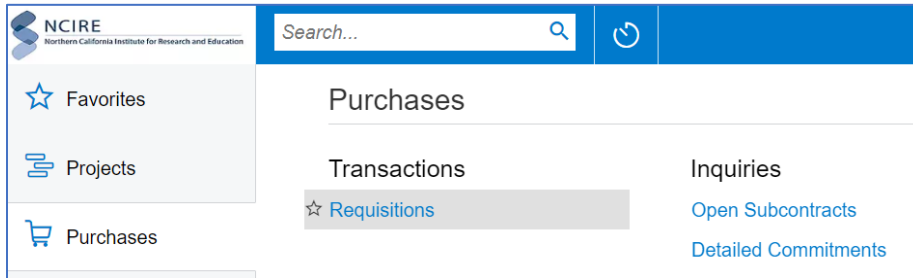 NCIRE
Northern California Institute for Research and Education
Search...
Favorites
Projects
Purchases
Purchases
Transactions
Requisitions
Inquiries
Open Subcontracts
Detailed Commitments